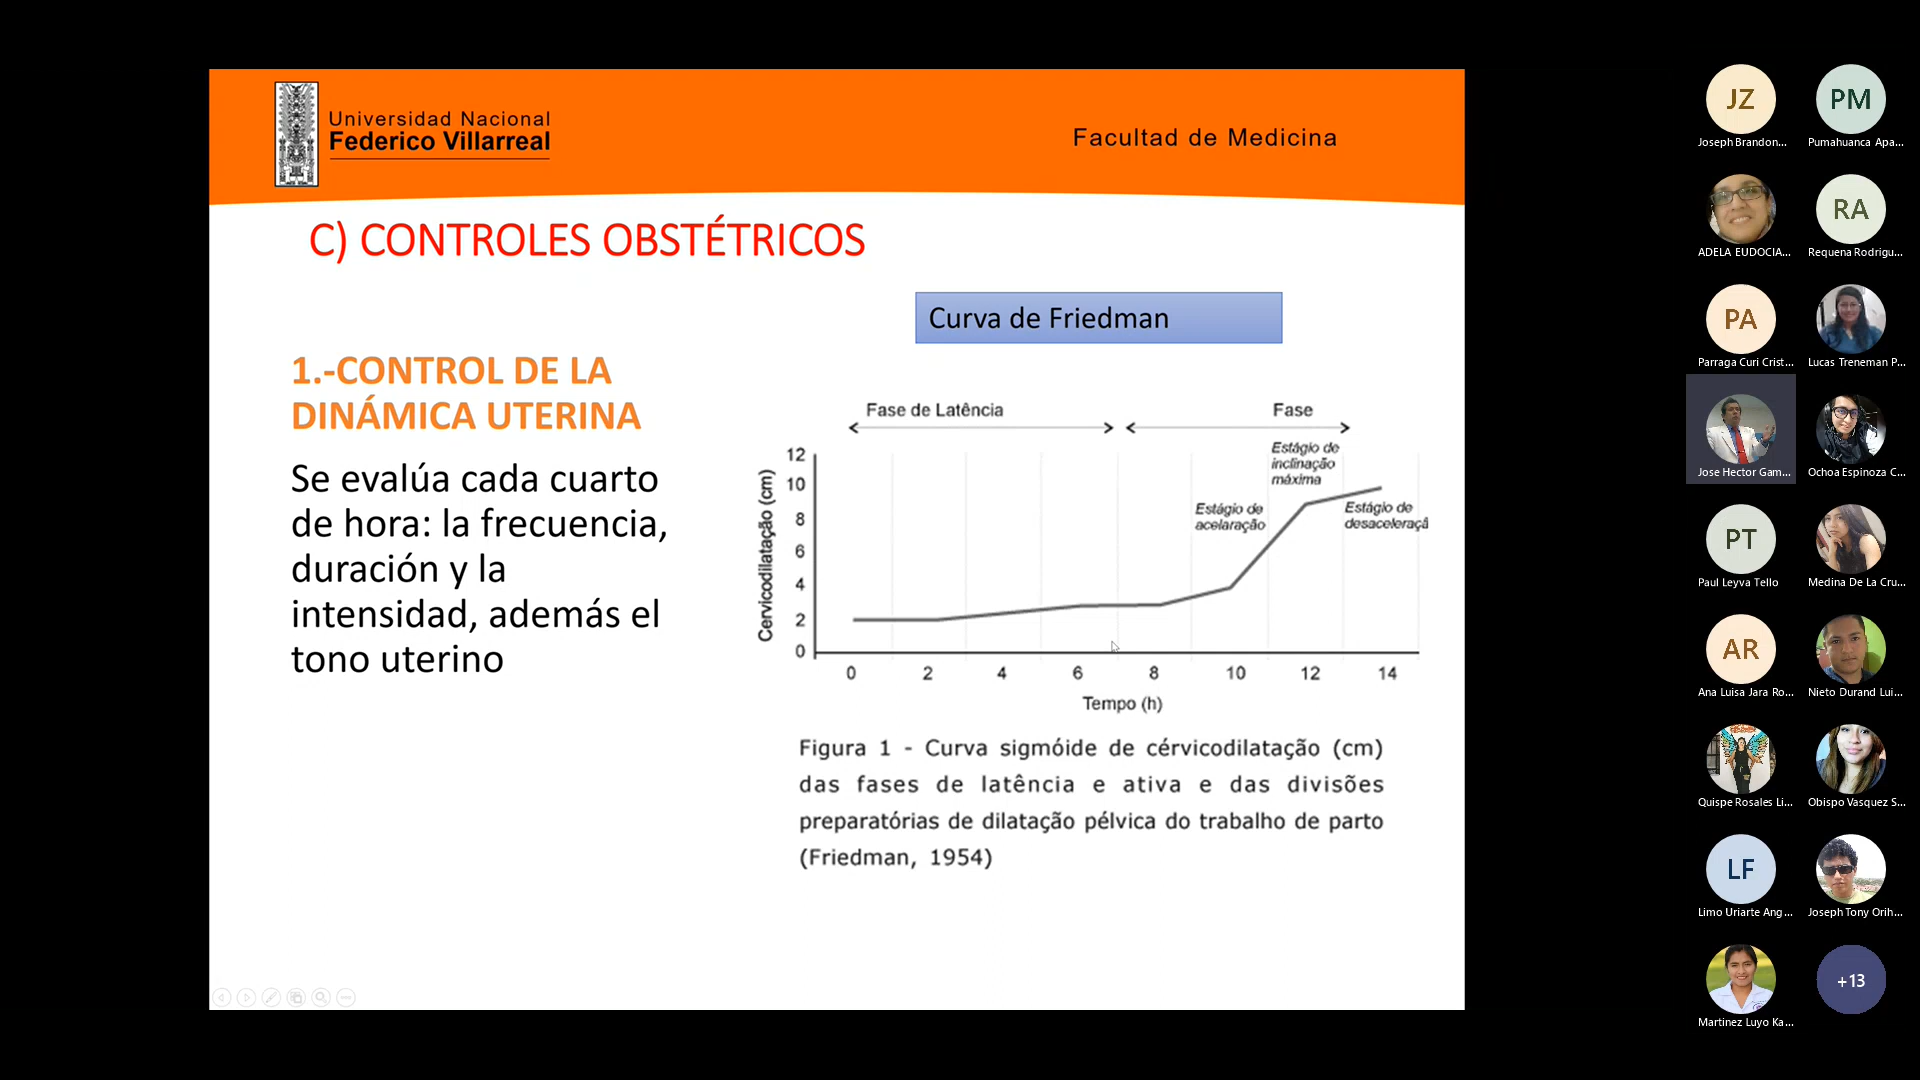 Universidad Nacional
Federico Villarreal
Facultad de Medicina
C) CONTROLES OBSTÉTRICOS
Curva de Friedman
1.-CONTROL DE LA
DINÁMICA UTERINA
Se evalúa cada cuarto
de hora: la frecuencia,
duración y la
intensidad, además el
tono uterino
Fase de Latência
Fase
Estágio de
inclinação
máxima
Estágio de
acelaração
Estágio de
desaceleraçã
Cervicodilatação (cm)
12
10
8
6
4
2
0
0 2 4 6 8 10 12 14
Tempo (h)
Figura 1 - Curva sigmóide de cérvicodilatação (cm)
das fases de latência e ativa e das divisões
preparatórias de dilatação pélvica do trabalho de parto
(Friedman, 1954)
JZ
Joseph Brandon...
PM
Pumahuanca Apa...
ADELA EUDOCIA...
RA
Requena Rodrigu...
PA
Parraga Curi Crist...
Lucas Treneman P...
Jose Hector Gam...
Ochoa Espinoza C...
PT
Paul Leyva Tello
Medina De La Cru...
AR
Ana Luisa Jara Ro...
Nieto Durand Lui...
Quispe Rosales Li...
Obispo Vasquez S...
LF
Limo Uriarte Ang...
Joseph Tony Orih...
Martinez Luyo Ka...
+13